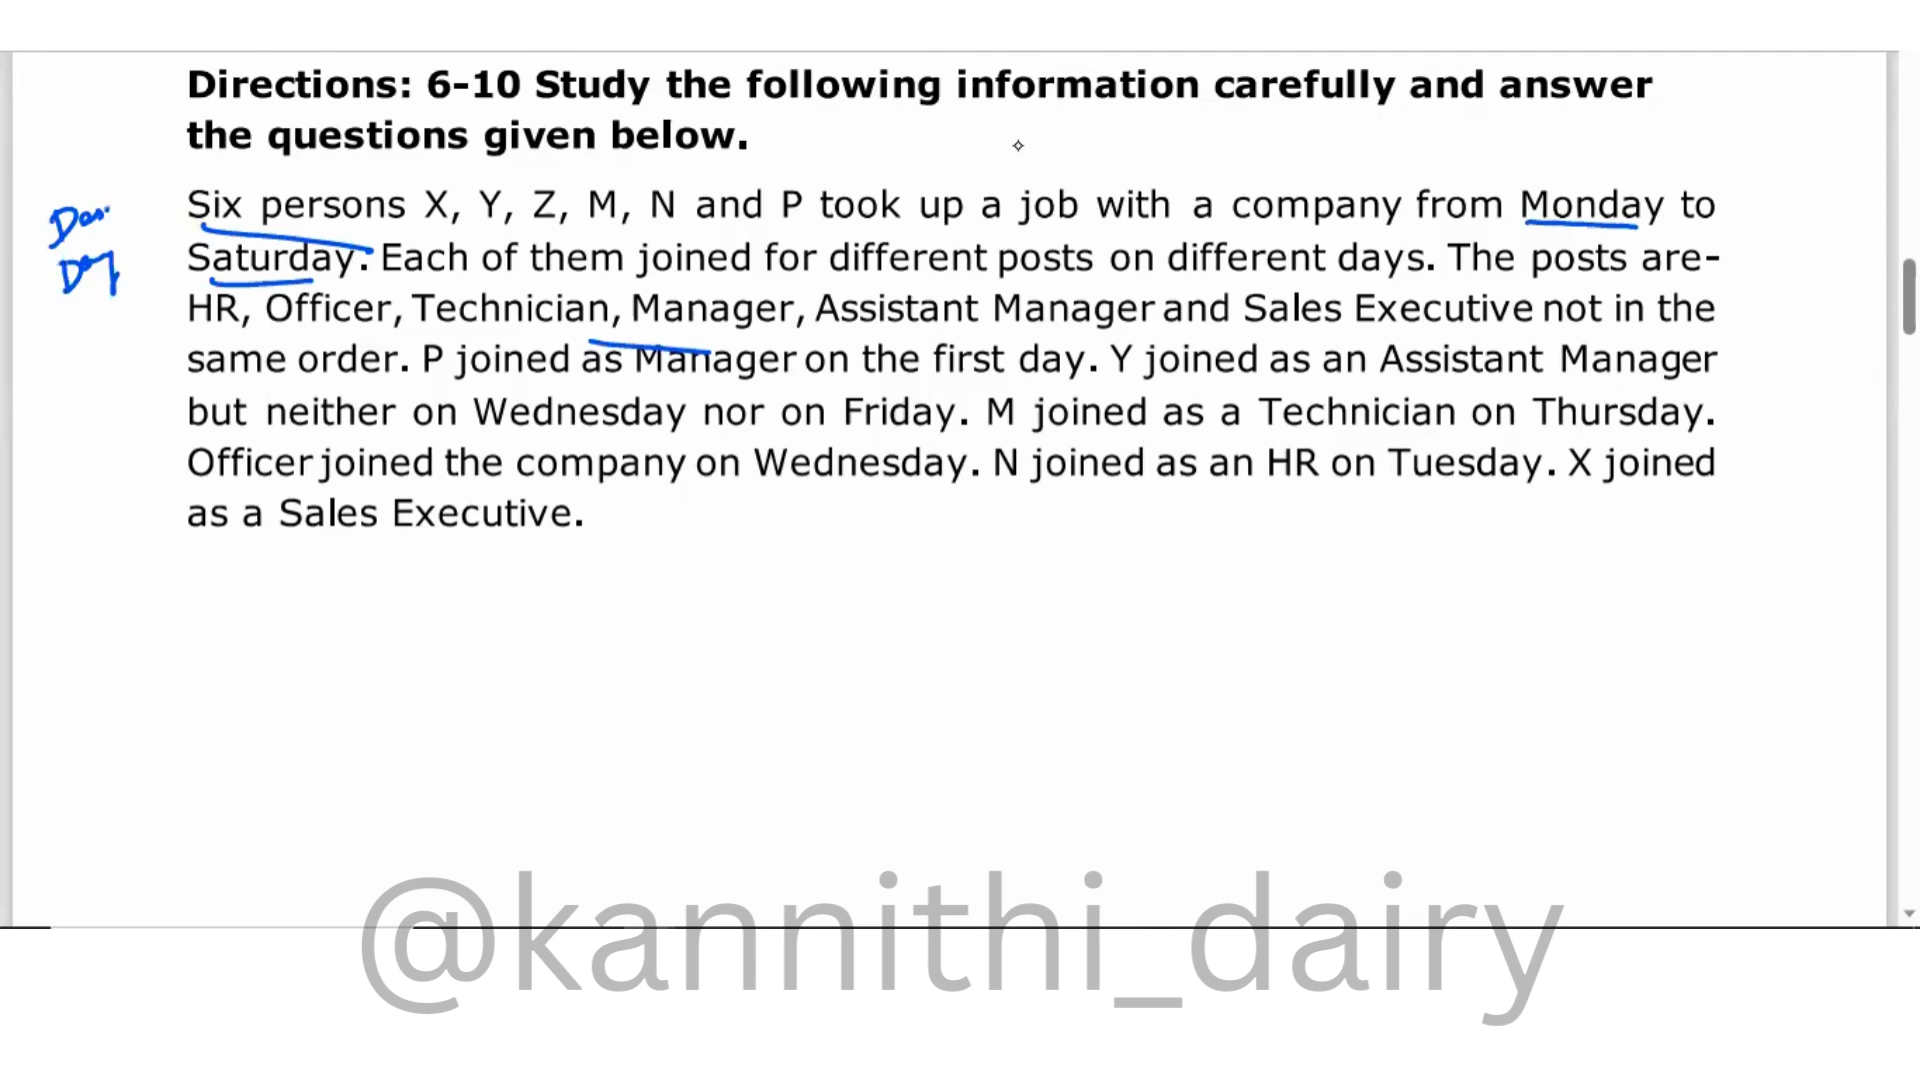 Directions: 6-10 Study the following information carefully and answer
the questions given below.
Six persons X, Y, Z, M, N and P took up a job with a company from Monday to
Saturday. Each of them joined for different posts on different days. The posts are-
HR, Officer, Technician, Manager, Assistant Manager and Sales Executive not in the
same order. P joined as Manager on the first day. Y joined as an Assistant Manager
but neither on Wednesday nor on Friday. M joined as a Technician on Thursday.
Officer joined the company on Wednesday. N joined as an HR on Tuesday. X joined
as a Sales Executive.
Day
@kannithi_dairy